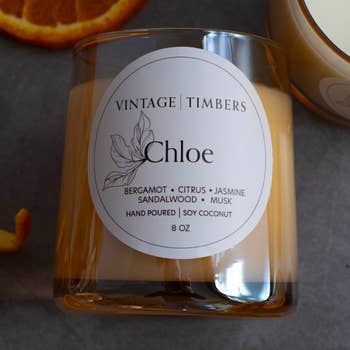 VINTAGE | TIMBERS
Chloe
BERGAMOT • CITRUS • JASMINE
SANDALWOOD • MUSK
HAND POURED | SOY COCONUT
8 OZ